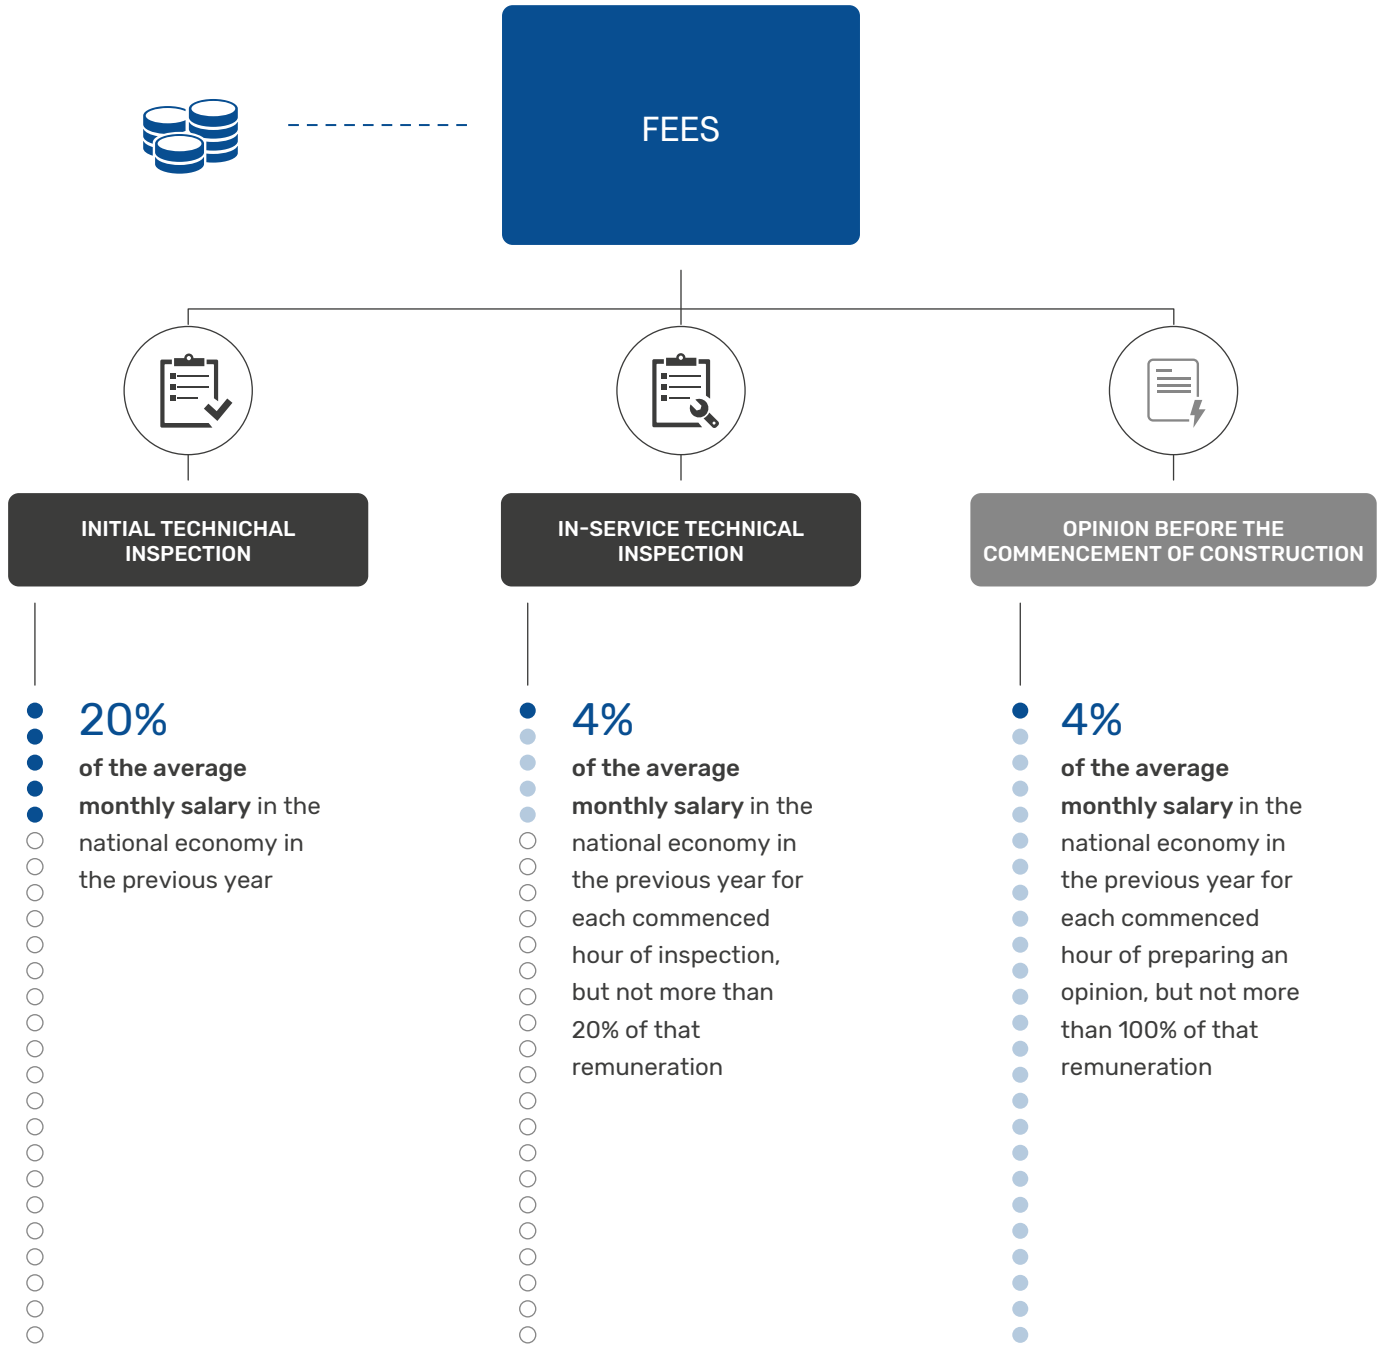 FEES
INITIAL TECHNICHAL
INSPECTION
20%
of the average
monthly salary in the
national economy in
the previous year
IN-SERVICE TECHNICAL
INSPECTION
4%
of the average
monthly salary in the
national economy in
the previous year for
each commenced
hour of inspection,
but not more than
20% of that
remuneration
OPINION BEFORE THE
COMMENCEMENT OF CONSTRUCTION
4%
of the average
monthly salary in the
national economy in
the previous year for
each commenced
hour of preparing an
opinion, but not more
than 100% of that
remuneration